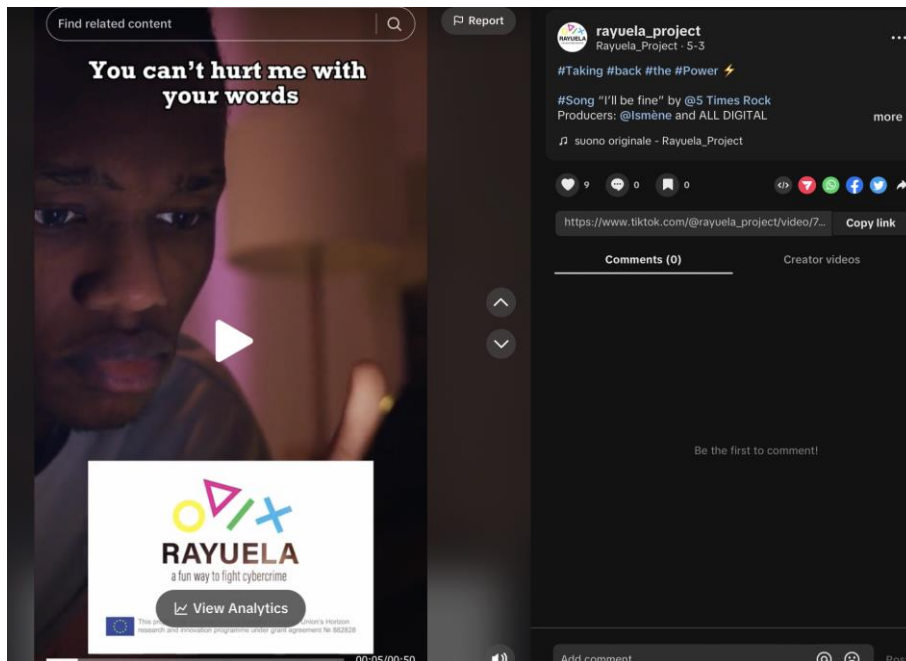 Find related content
You can't hurt me with
your words
RAYUELA
a fun way to fight cybercrime
View Analytics
research and innovation programme under grant agreement № 882828
00:05/00:50
Report
RAYUELA
rayuela_project
Rayuela_Project · 5-3
...
#Taking #back #the #Power ⚡
#Song "I'll be fine" by @5 Times Rock
Producers: @Ismène and ALL DIGITAL
more
♫ suono originale - Rayuela_Project
9
0
0
https://www.tiktok.com/@rayuela_project/video/7...
Copy link
Comments (0)
Creator videos
Be the first to comment!
Add comment...